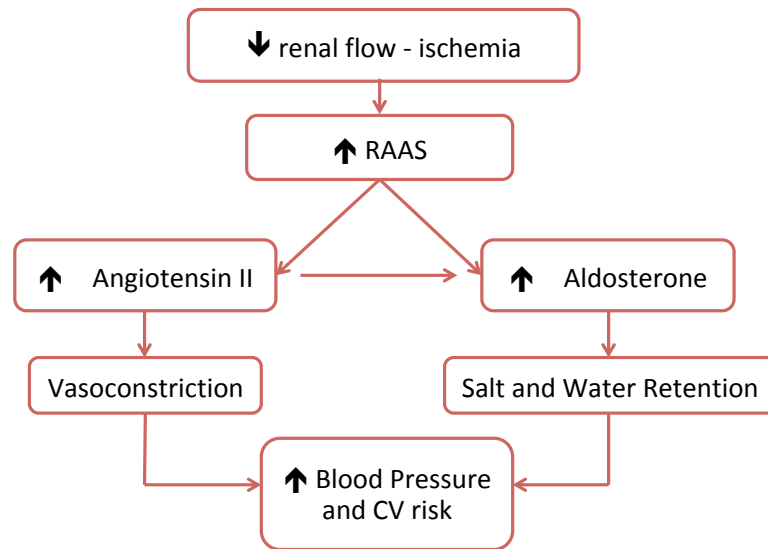 🡻 renal flow - ischemia
🡹 RAAS
🡹 Angiotensin II
🡹 Aldosterone
Vasoconstriction
Salt and Water Retention
🡹 Blood Pressure
and CV risk